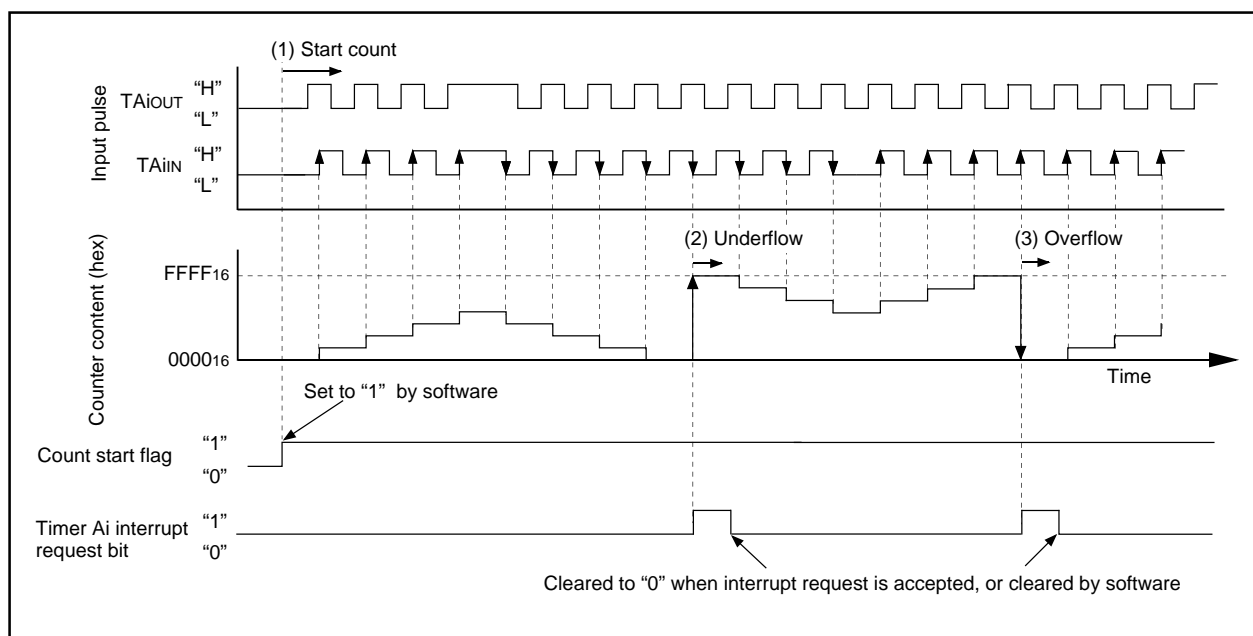 (1) Start count
Input pulse
TAiOUT
“H”
“L”
TAiIN
“H”
“L”
(2) Underflow
(3) Overflow
Counter content (hex)
FFFF16
000016
Time
Set to “1” by software
Count start flag
“1”
“0”
Timer Ai interrupt
request bit
“1”
“0”
Cleared to “0” when interrupt request is accepted, or cleared by software